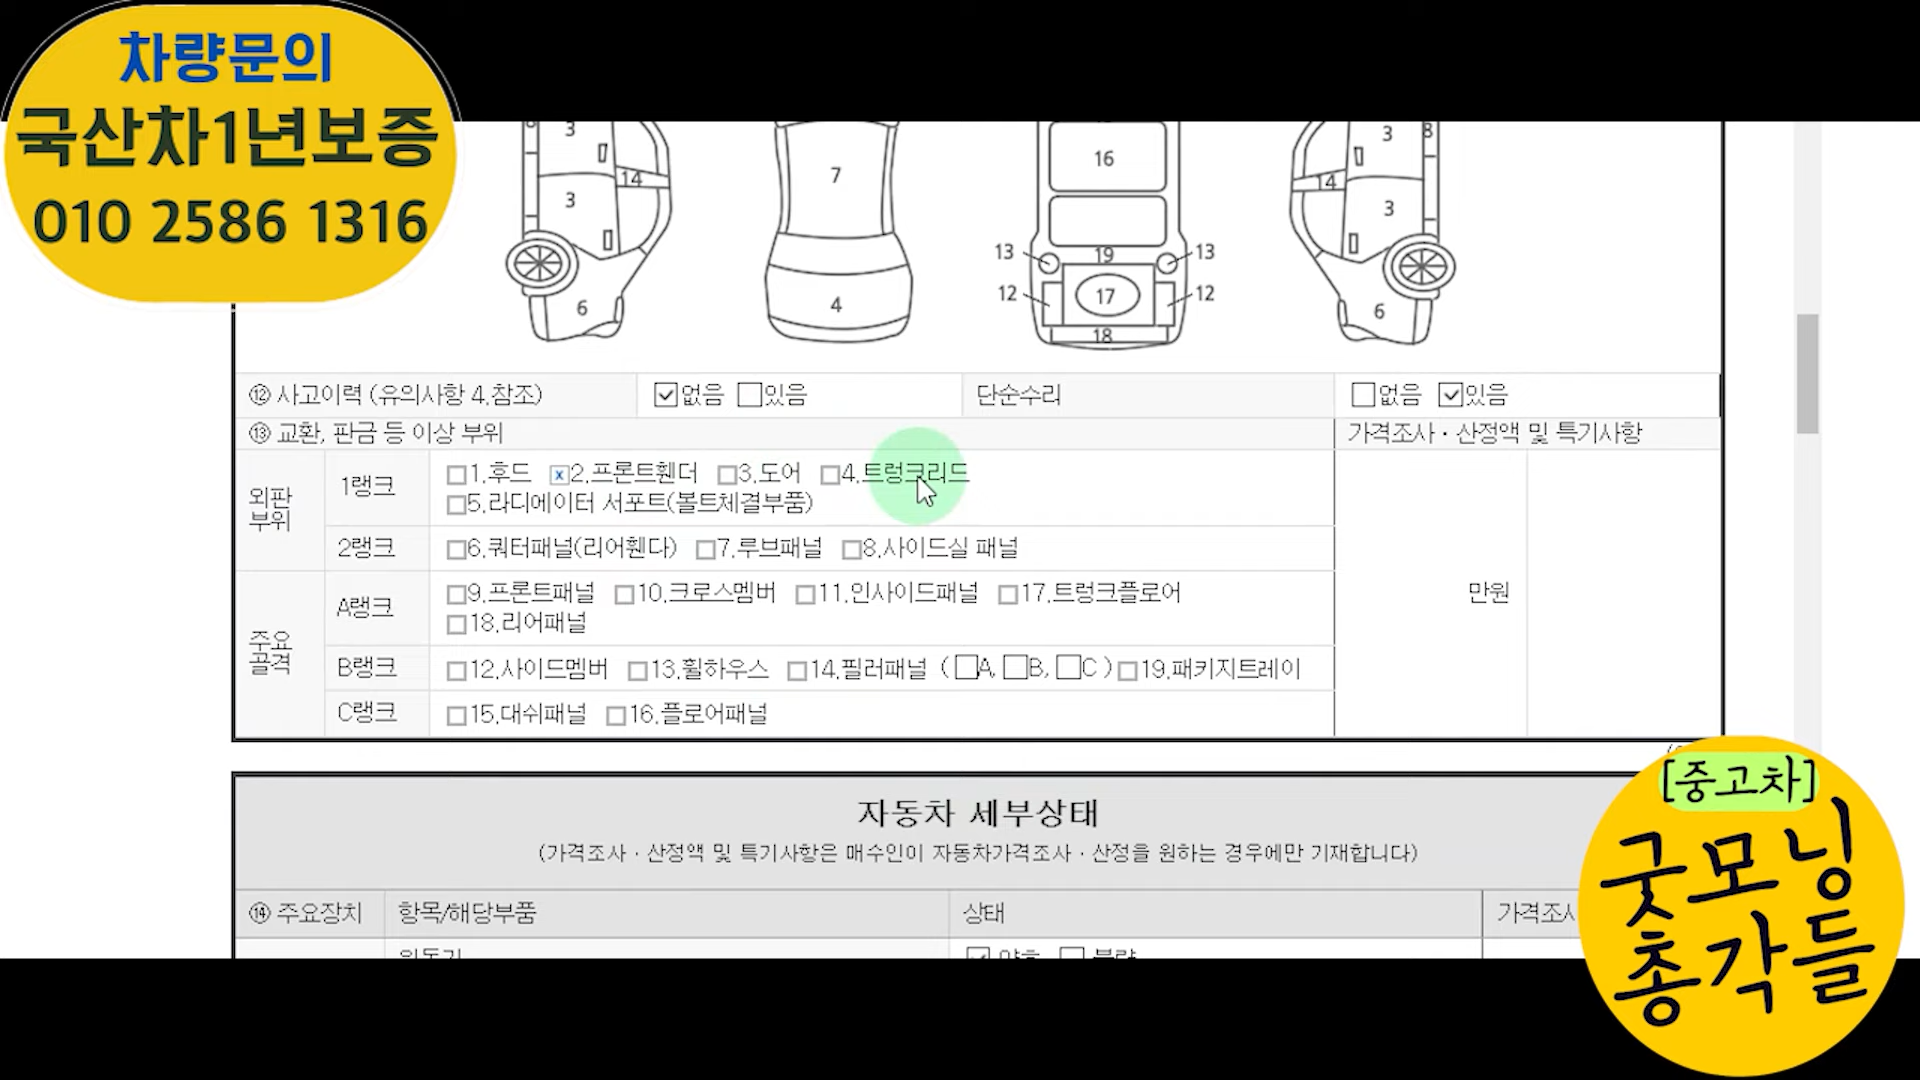 차량문의
국산차1년보증
010 2586 1316
3
14
3
6
7
4
16
13
19
13
12
17
12
18
3
8
14
3
6
⑫ 사고이력 (유의사항 4.참조) 없음 있음 단순수리 없음 있음
⑬ 교환, 판금 등 이상 부위 가격조사 · 산정액 및 특기사항
외판
부위
1랭크 1.후드 x 2.프론트휀더 3.도어 4.트렁크리드
5.라디에이터 서포트(볼트체결부품)
2랭크 6.쿼터패널(리어휀다) 7.루브패널 8.사이드실 패널
주요
골격
A랭크 9.프론트패널 10.크로스멤버 11.인사이드패널 17.트렁크플로어
18.리어패널
만원
B랭크 12.사이드멤버 13.휠하우스 14.필러패널 ( A, B, C ) 19.패키지트레이
C랭크 15.대쉬패널 16.플로어패널
자동차 세부상태
(가격조사 · 산정액 및 특기사항은 매수인이 자동차가격조사 · 산정을 원하는 경우에만 기재합니다)
⑭ 주요장치 항목/해당부품 상태 가격조사
[중고차]
굿모닝
총각들